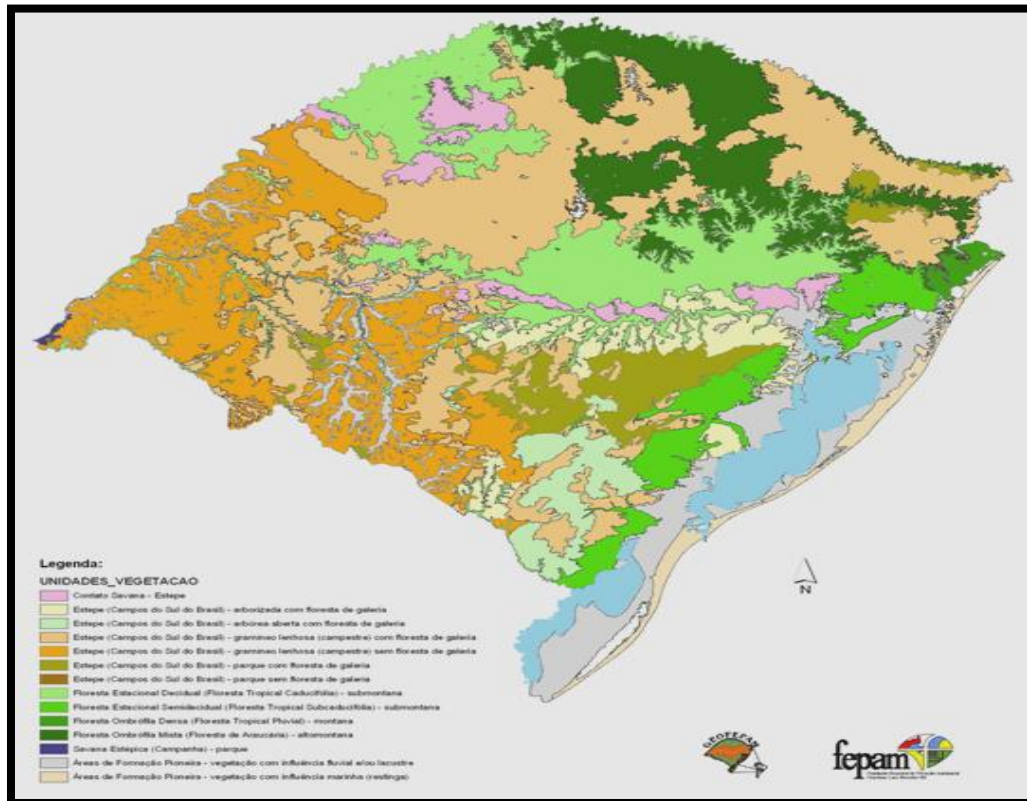 Legenda:
UNIDADES_VEGETACAO
Contato Savana - Estepe
Estepe (Campos do Sul do Brasil) - arborizada com floresta de galeria
Estepe (Campos do Sul do Brasil) - arbórea aberta com floresta de galeria
Estepe (Campos do Sul do Brasil) - gramíneo lenhosa (campestre) com floresta de galeria
Estepe (Campos do Sul do Brasil) - gramíneo lenhosa (campestre) sem floresta de galeria
Estepe (Campos do Sul do Brasil) - parque com floresta de galeria
Estepe (Campos do Sul do Brasil) - parque sem floresta de galeria
Floresta Estacional Decidual (Floresta Tropical Caducifólia) - submontana
Floresta Estacional Semidecidual (Floresta Tropical Subcaducifólia) - submontana
Floresta Ombrófila Densa (Floresta Tropical Pluvial) - montana
Floresta Ombrófila Mista (Floresta de Araucária) - altomontana
Savana Estépica (Campanha) - parque
Áreas de Formação Pioneira - vegetação com influência fluvial e/ou lacustre
Áreas de Formação Pioneira - vegetação com influência marinha (restinga)
N
GEOFEPAM
fepam